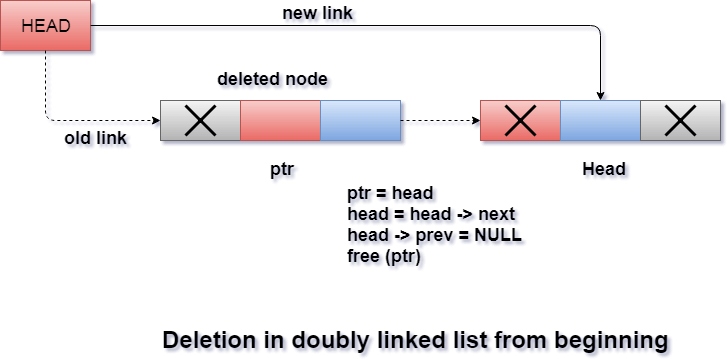 HEAD
new link
deleted node
old link
ptr
Head
ptr = head
head = head -> next
head -> prev = NULL
free (ptr)
Deletion in doubly linked list from beginning